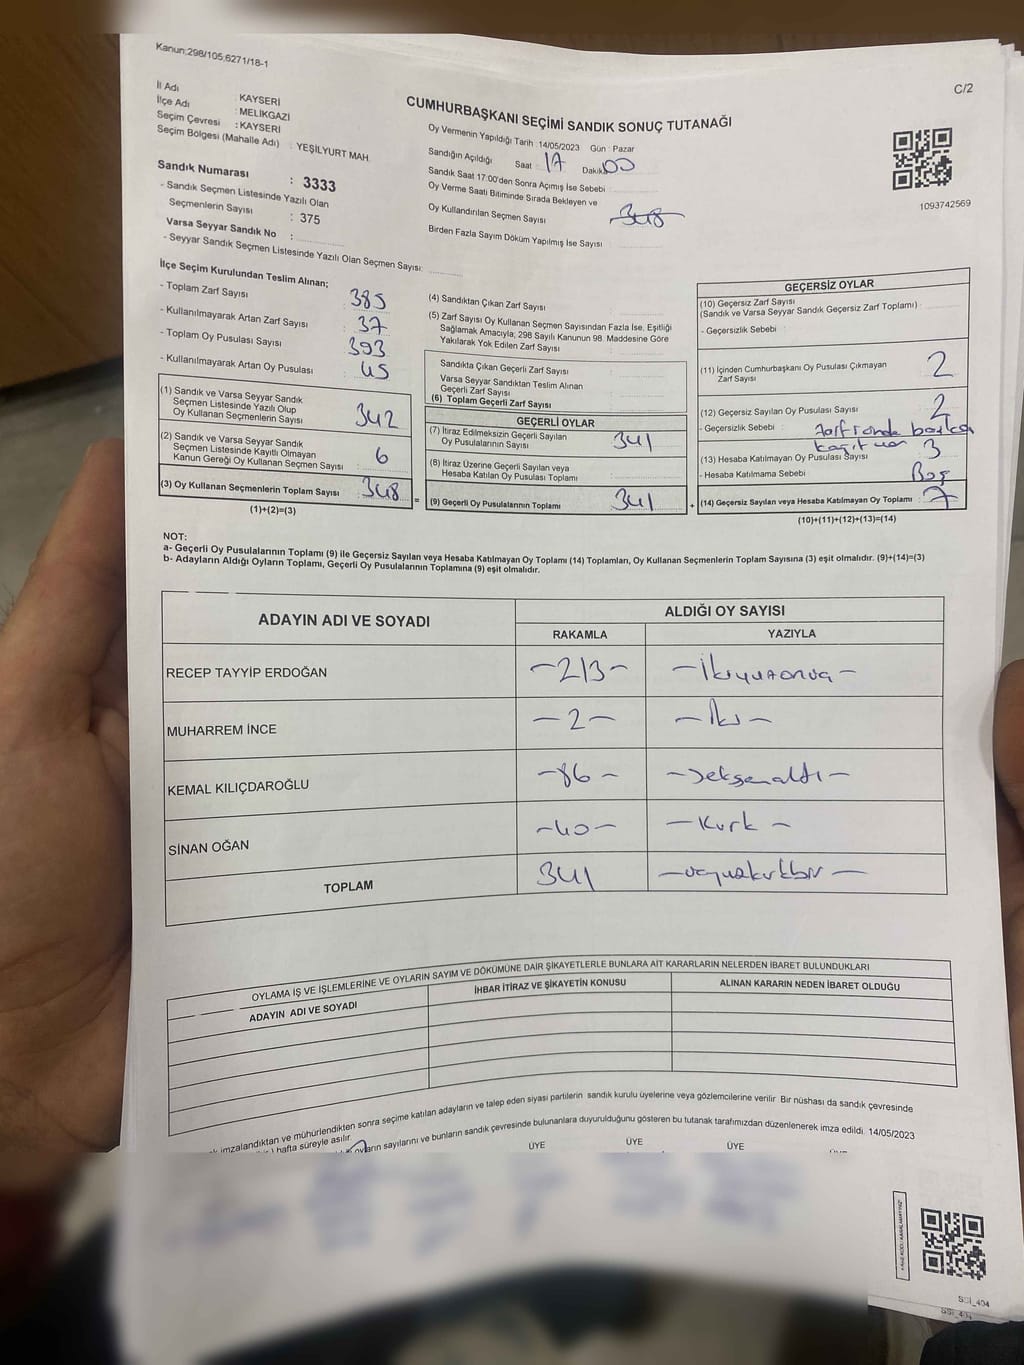 Kanun:298/105,6271/18-1
C/2
İl Adı : KAYSERİ
İlçe Adı : MELİKGAZİ
Seçim Çevresi : KAYSERİ
Seçim Bölgesi (Mahalle Adı) : YEŞİLYURT MAH.
Sandık Numarası : 3333
- Sandık Seçmen Listesinde Yazılı Olan
Seçmenlerin Sayısı : 375
Varsa Seyyar Sandık No :
- Seyyar Sandık Seçmen Listesinde Yazılı Olan Seçmen Sayısı:
CUMHURBAŞKANI SEÇİMİ SANDIK SONUÇ TUTANAĞI
Oy Vermenin Yapıldığı Tarih :14/05/2023 Gün : Pazar
Sandığın Açıldığı Saat 17 Dakika 00
Sandık Saat 17:00'den Sonra Açımış İse Sebebi :
Oy Verme Saati Bitiminde Sırada Bekleyen ve
Oy Kullandırılan Seçmen Sayısı 348
Birden Fazla Sayım Döküm Yapılmış İse Sayısı
1093742569
İlçe Seçim Kurulundan Teslim Alınan;
- Toplam Zarf Sayısı 385
- Kullanılmayarak Artan Zarf Sayısı 37
- Toplam Oy Pusulası Sayısı 393
- Kullanılmayarak Artan Oy Pusulası 45
(1) Sandık ve Varsa Seyyar Sandık
Seçmen Listesinde Yazılı Olup
Oy Kullanan Seçmenlerin Sayısı 342
(2) Sandık ve Varsa Seyyar Sandık
Seçmen Listesinde Kayıtlı Olmayan
Kanun Gereği Oy Kullanan Seçmen Sayısı 6
(3) Oy Kullanan Seçmenlerin Toplam Sayısı 348
(1)+(2)=(3)
(4) Sandıktan Çıkan Zarf Sayısı
(5) Zarf Sayısı Oy Kullanan Seçmen Sayısından Fazla İse, Eşitliği
Sağlamak Amacıyla; 298 Sayılı Kanunun 98. Maddesine Göre
Yakılarak Yok Edilen Zarf Sayısı
Sandıkta Çıkan Geçerli Zarf Sayısı
Varsa Seyyar Sandıktan Teslim Alınan
Geçerli Zarf Sayısı
(6) Toplam Geçerli Zarf Sayısı
GEÇERLİ OYLAR
(7) İtiraz Edilmeksizin Geçerli Sayılan
Oy Pusulalarının Sayısı 341
(8) İtiraz Üzerine Geçerli Sayılan veya
Hesaba Katılan Oy Pusulası Toplamı
= (9) Geçerli Oy Pusulalarının Toplamı 341
GEÇERSİZ OYLAR
(10) Geçersiz Zarf Sayısı
(Sandık ve Varsa Seyyar Sandık Geçersiz Zarf Toplamı)
- Geçersizlik Sebebi :
(11) İçinden Cumhurbaşkanı Oy Pusulası Çıkmayan
Zarf Sayısı 2
(12) Geçersiz Sayılan Oy Pusulası Sayısı 2
- Geçersizlik Sebebi : zarfından başka
kağıt
(13) Hesaba Katılmayan Oy Pusulası Sayısı 3
- Hesaba Katılmama Sebebi Boş
+ (14) Geçersiz Sayılan veya Hesaba Katılmayan Oy Toplamı : 7
(10)+(11)+(12)+(13)=(14)
NOT:
a- Geçerli Oy Pusulalarının Toplamı (9) ile Geçersiz Sayılan veya Hesaba Katılmayan Oy Toplamı (14) Toplamları, Oy Kullanan Seçmenlerin Toplam Sayısına (3) eşit olmalıdır. (9)+(14)=(3)
b- Adayların Aldığı Oyların Toplamı, Geçerli Oy Pusulalarının Toplamına (9) eşit olmalıdır.
ADAYIN ADI VE SOYADI
ALDIĞI OY SAYISI
RAKAMLA YAZIYLA
RECEP TAYYİP ERDOĞAN -213- -İkiyüzonüç-
MUHARREM İNCE -2- -İki-
KEMAL KILIÇDAROĞLU -86- -Seksenaltı-
SİNAN OĞAN -40- -Kırk-
TOPLAM 341 -üçyüzkırkbir-
OYLAMA İŞ VE İŞLEMLERİNE VE OYLARIN SAYIM VE DÖKÜMÜNE DAİR ŞİKAYETLERLE BUNLARA AİT KARARLARIN NELERDEN İBARET BULUNDUKLARI
ADAYIN ADI VE SOYADI
İHBAR İTİRAZ VE ŞİKAYETİN KONUSU
ALINAN KARARIN NEDEN İBARET OLDUĞU
imzalandıktan ve mühürlendikten sonra seçime katılan adayların ve talep eden siyasi partilerin sandık kurulu üyelerine veya gözlemcilerine verilir Bir nüshası da sandık çevresinde
) hafta süreyle asılır.
oyların sayılarını ve bunların sandık çevresinde bulunanlara duyurulduğunu gösteren bu tutanak tarafımızdan düzenlenerek imza edildi. 14/05/2023
ÜYE ÜYE ÜYE
SSİ_404
SSİ_404